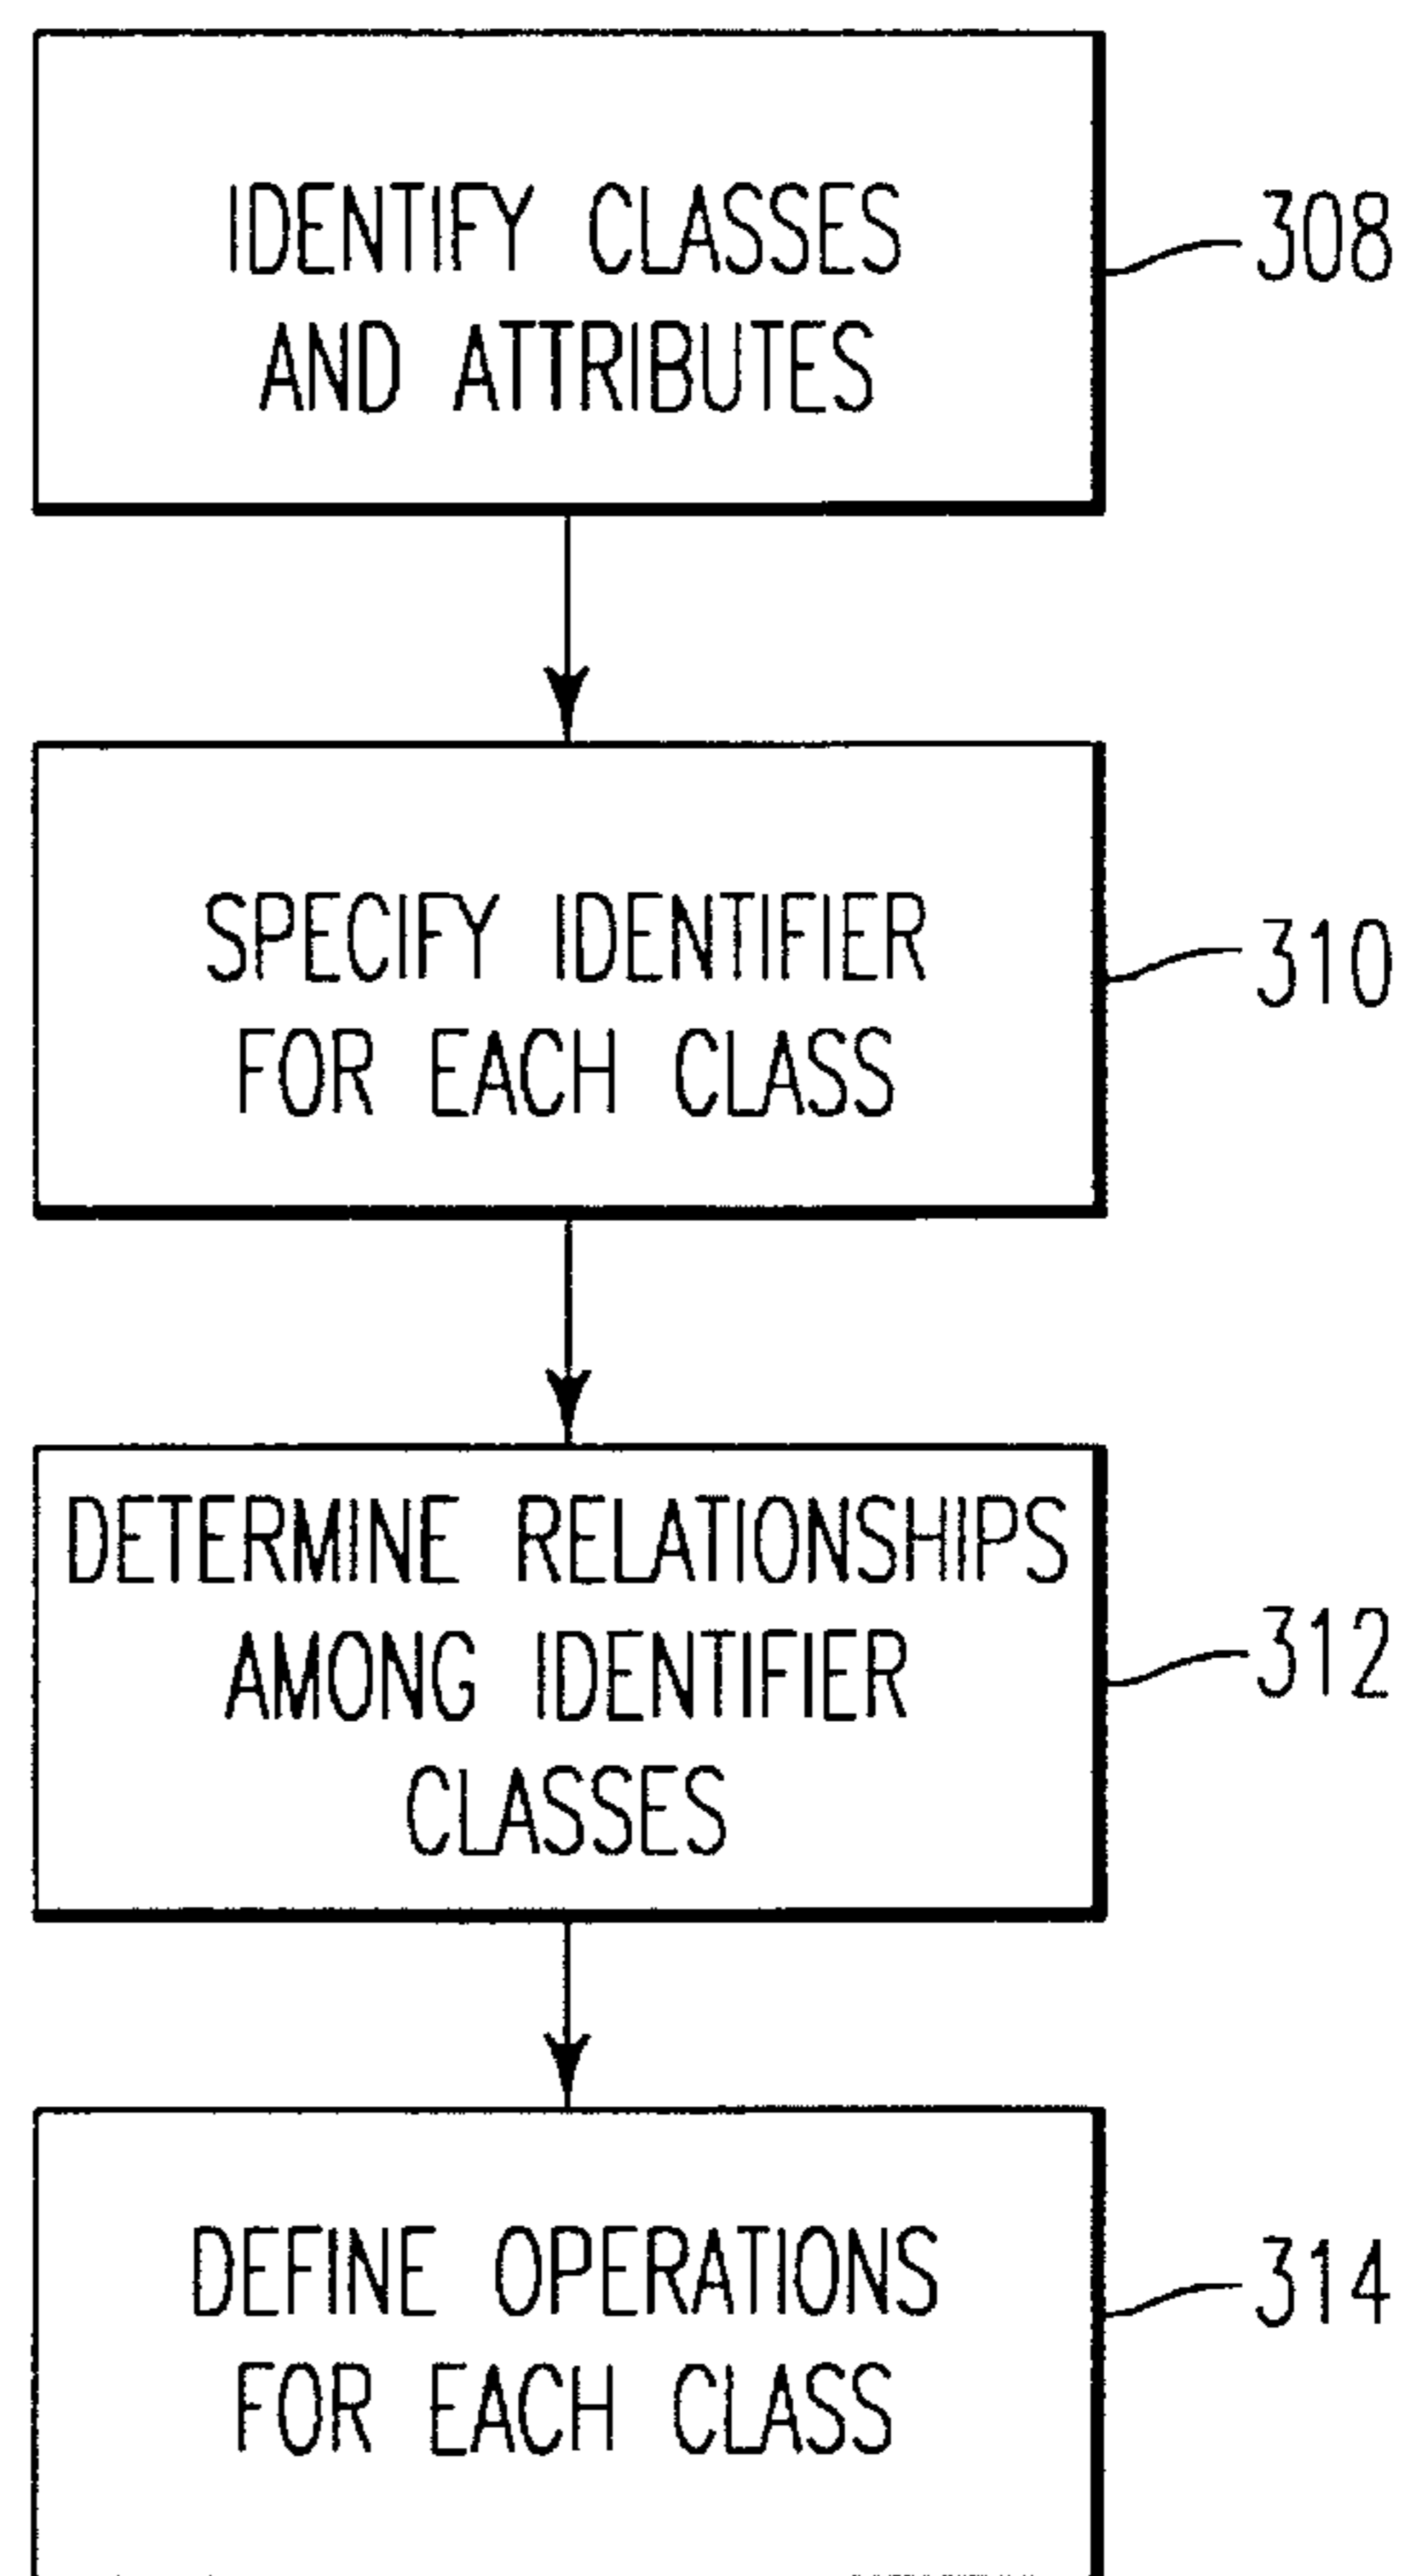 IDENTIFY CLASSES
AND ATTRIBUTES
308
SPECIFY IDENTIFIER
FOR EACH CLASS
310
DETERMINE RELATIONSHIPS
AMONG IDENTIFIER
CLASSES
312
DEFINE OPERATIONS
FOR EACH CLASS
314